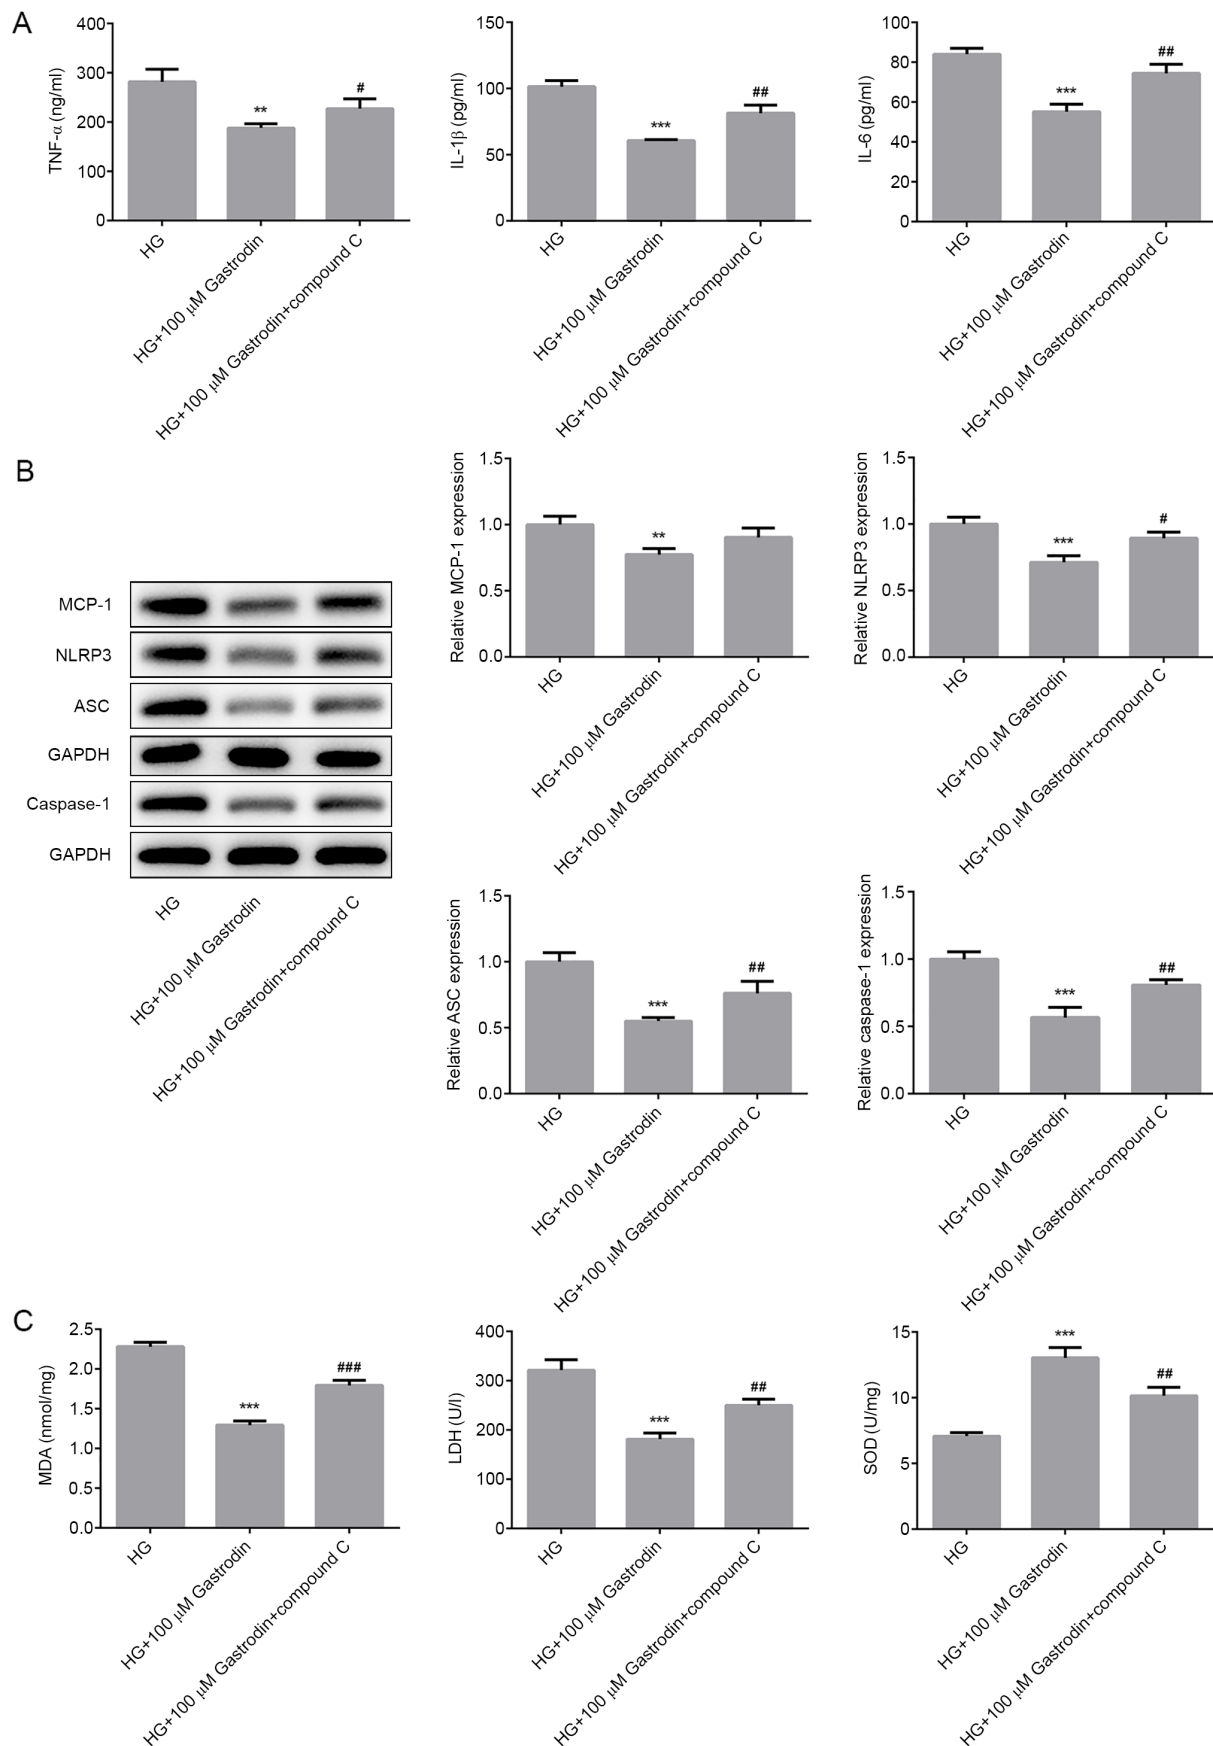 A
TNF-α (ng/ml)
400
300
200
100
0
**
#
HG
HG+100 μM Gastrodin
HG+100 μM Gastrodin+compound C
IL-1β (pg/ml)
150
100
50
0
***
##
HG
HG+100 μM Gastrodin
HG+100 μM Gastrodin+compound C
IL-6 (pg/ml)
100
80
60
40
20
0
***
##
HG
HG+100 μM Gastrodin
HG+100 μM Gastrodin+compound C
B
MCP-1
NLRP3
ASC
GAPDH
Caspase-1
GAPDH
HG
HG+100 μM Gastrodin
HG+100 μM Gastrodin+compound C
Relative MCP-1 expression
1.5
1.0
0.5
0.0
**
HG
HG+100 μM Gastrodin
HG+100 μM Gastrodin+compound C
Relative NLRP3 expression
1.5
1.0
0.5
0.0
***
#
HG
HG+100 μM Gastrodin
HG+100 μM Gastrodin+compound C
Relative ASC expression
1.5
1.0
0.5
0.0
***
##
HG
HG+100 μM Gastrodin
HG+100 μM Gastrodin+compound C
Relative caspase-1 expression
1.5
1.0
0.5
0.0
***
##
HG
HG+100 μM Gastrodin
HG+100 μM Gastrodin+compound C
C
MDA (nmol/mg)
2.5
2.0
1.5
1.0
0.5
0.0
***
###
HG
HG+100 μM Gastrodin
HG+100 μM Gastrodin+compound C
LDH (U/l)
400
300
200
100
0
***
##
HG
HG+100 μM Gastrodin
HG+100 μM Gastrodin+compound C
SOD (U/mg)
15
10
5
0
***
##
HG
HG+100 μM Gastrodin
HG+100 μM Gastrodin+compound C